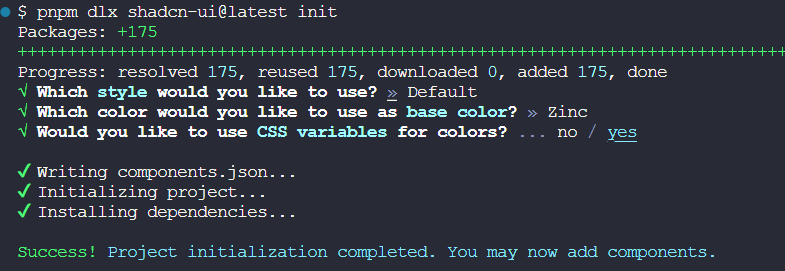 $ pnpm dlx shadcn-ui@latest init
Packages: +175
++++++++++++++++++++++++++++++++++++++++++++++++++++++++++++++++++++++++++++
Progress: resolved 175, reused 175, downloaded 0, added 175, done
√ Which style would you like to use? » Default
√ Which color would you like to use as base color? » Zinc
√ Would you like to use CSS variables for colors? ... no / yes
✔ Writing components.json...
✔ Initializing project...
✔ Installing dependencies...
Success! Project initialization completed. You may now add components.